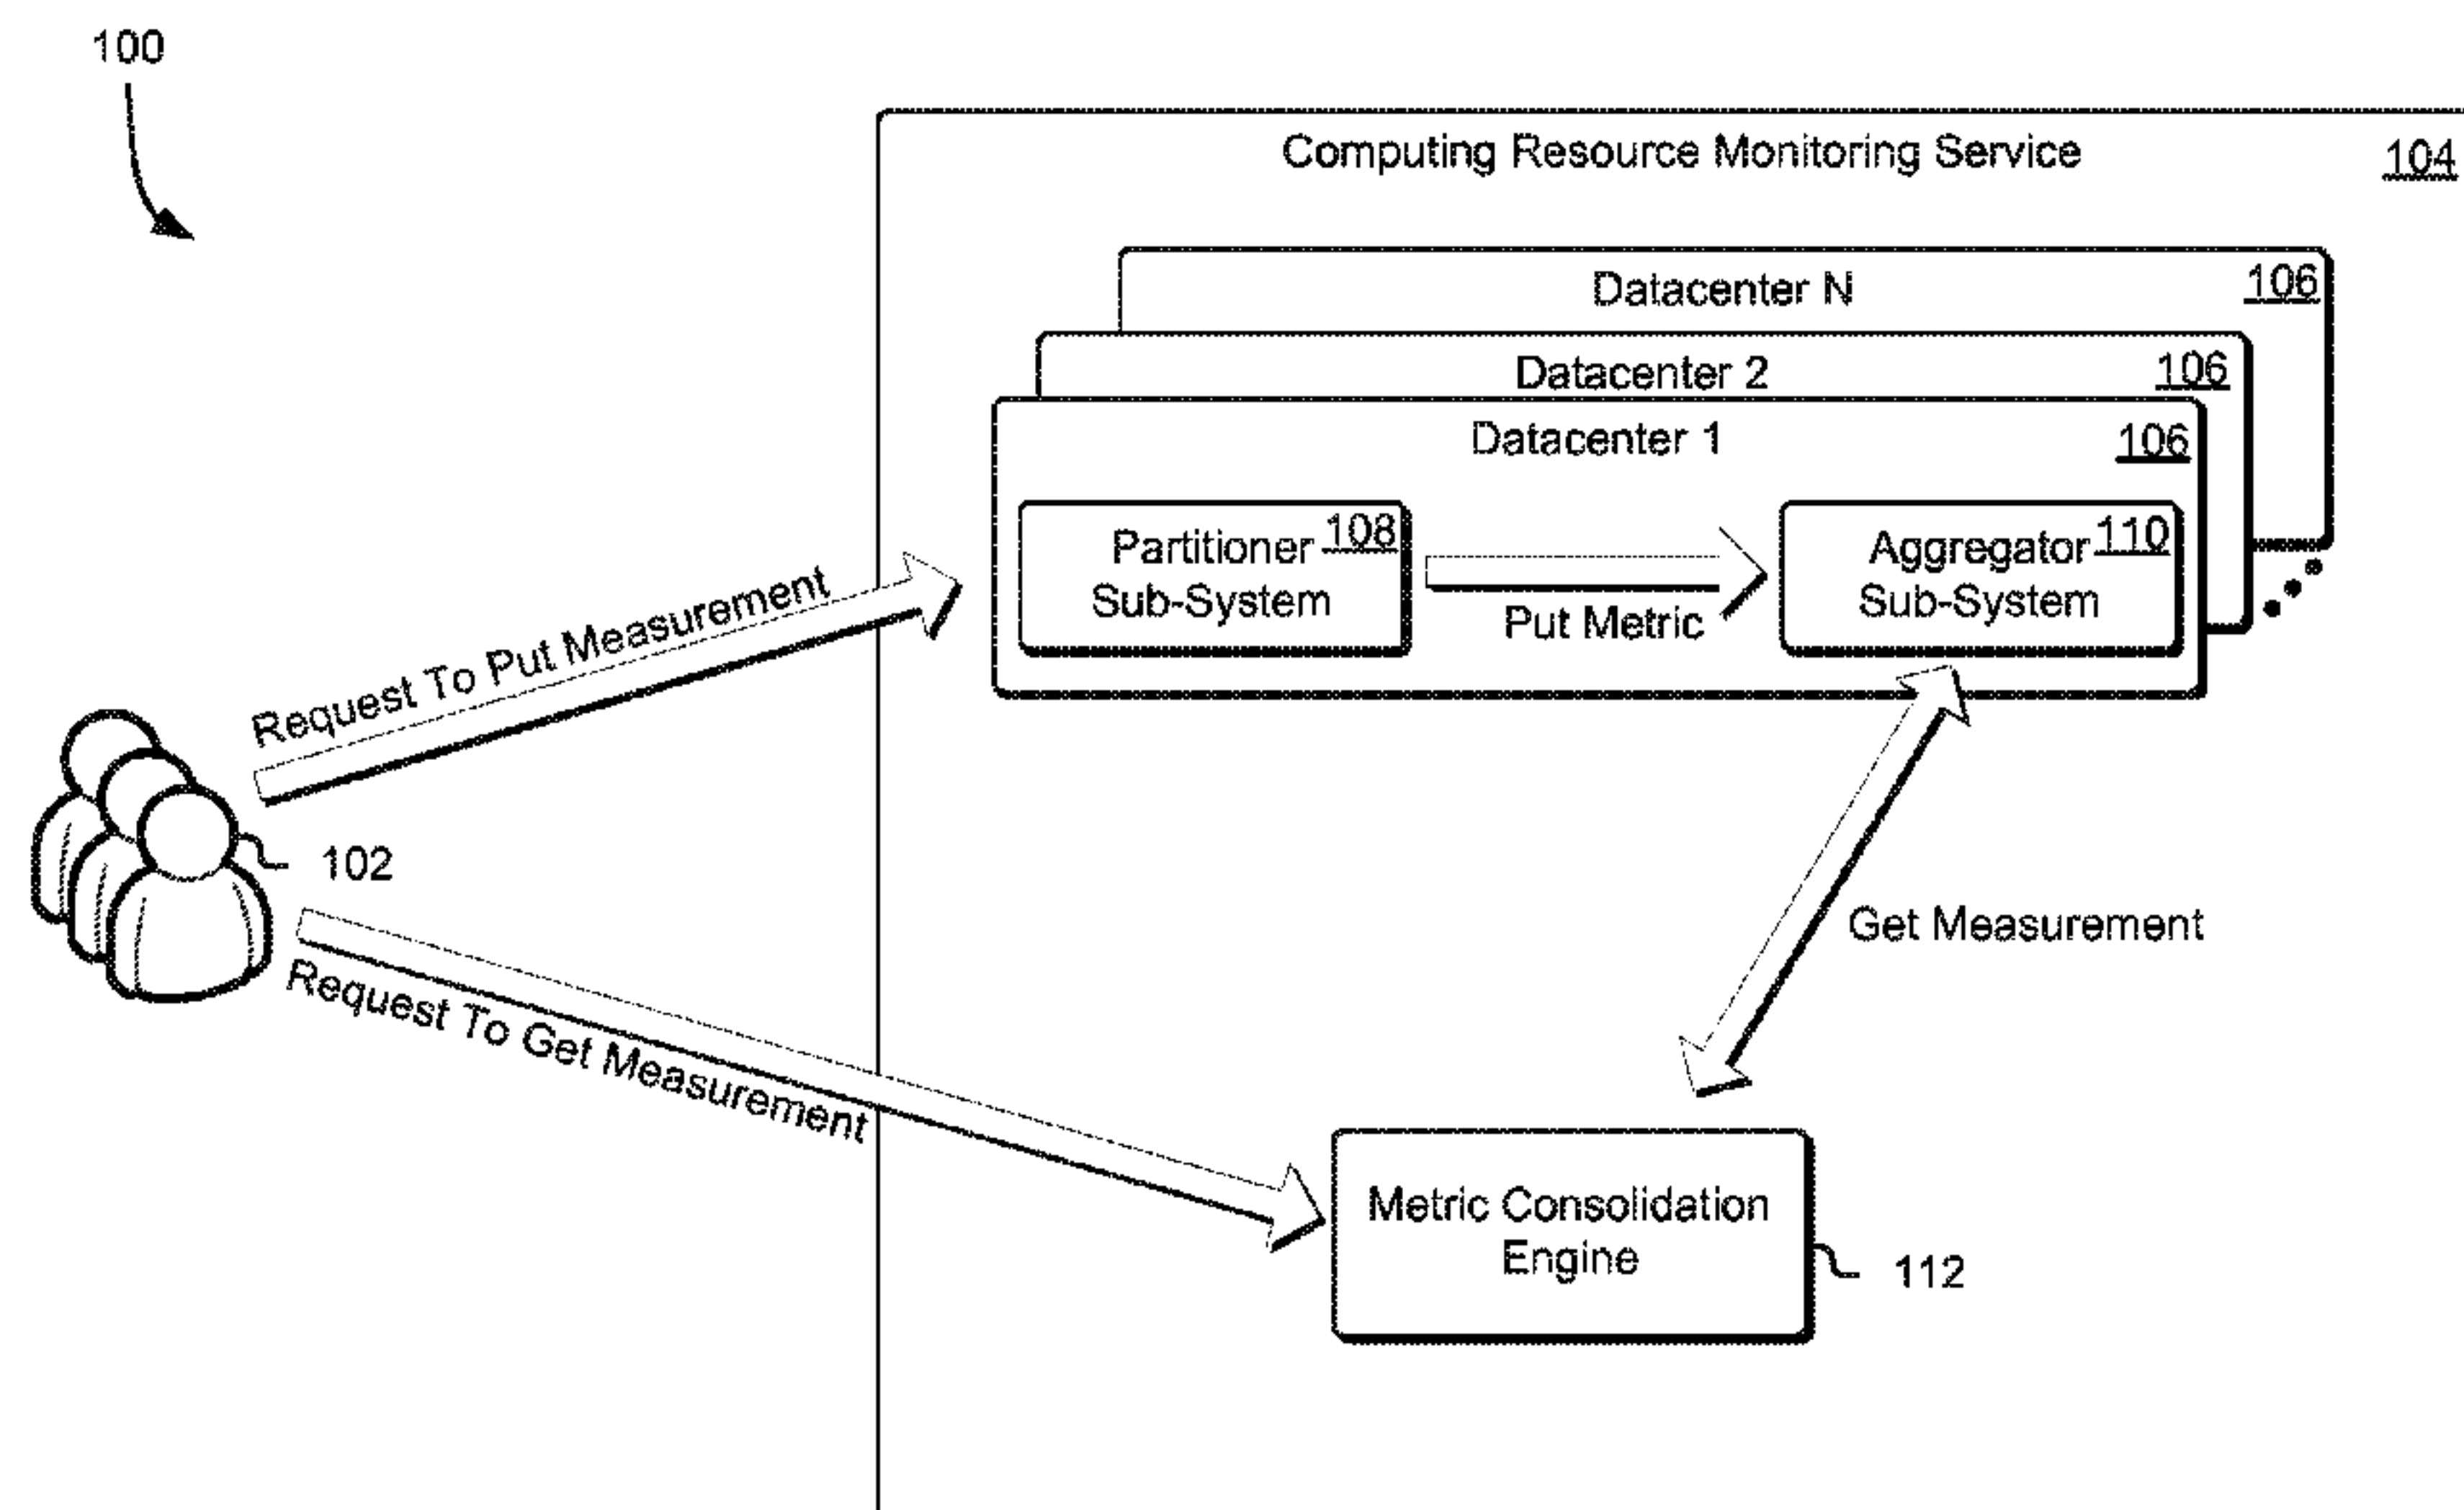 100
Computing Resource Monitoring Service
104
Datacenter N
106
Datacenter 2
106
Datacenter 1
106
Partitioner
Sub-System
108
Put Metric
Aggregator
Sub-System
110
Request To Put Measurement
102
Request To Get Measurement
Get Measurement
Metric Consolidation
Engine
112